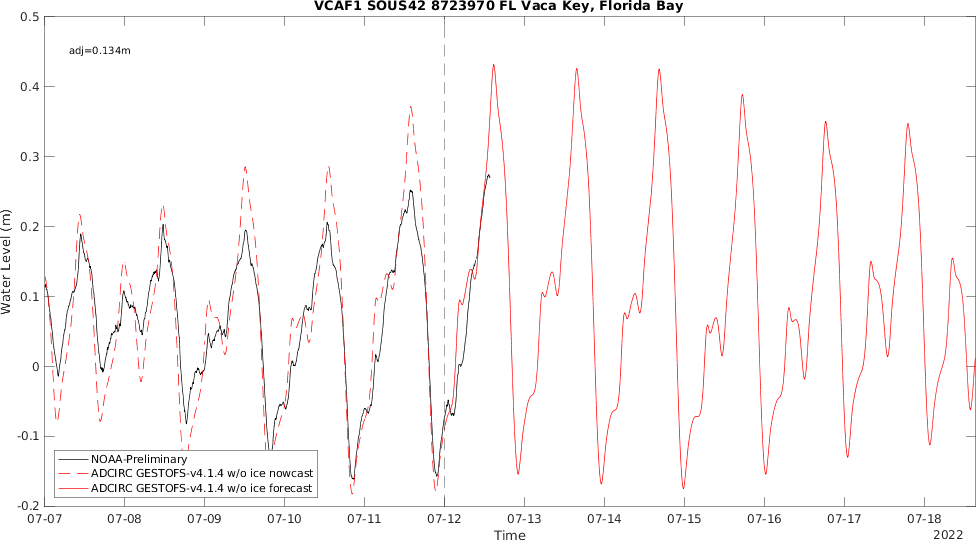 VCAF1 SOUS42 8723970 FL Vaca Key, Florida Bay
0.5
adj=0.134m
0.4
0.3
0.2
0.1
0
-0.1
-0.2
Water Level (m)
NOAA-Preliminary
ADCIRC GESTOFS-v4.1.4 w/o ice nowcast
ADCIRC GESTOFS-v4.1.4 w/o ice forecast
07-07 07-08 07-09 07-10 07-11 07-12 07-13 07-14 07-15 07-16 07-17 07-18
Time
2022